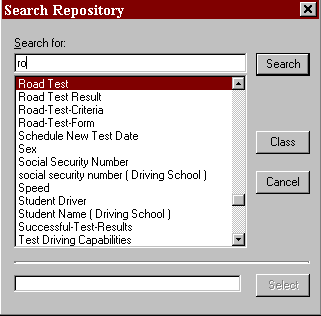 Search Repository
Search for:
ro
Search
Road Test
Road Test Result
Road-Test-Criteria
Road-Test-Form
Schedule New Test Date
Sex
Social Security Number
social security number ( Driving School )
Speed
Student Driver
Student Name ( Driving School )
Successful-Test-Results
Test Driving Capabilities
Class
Cancel
Select